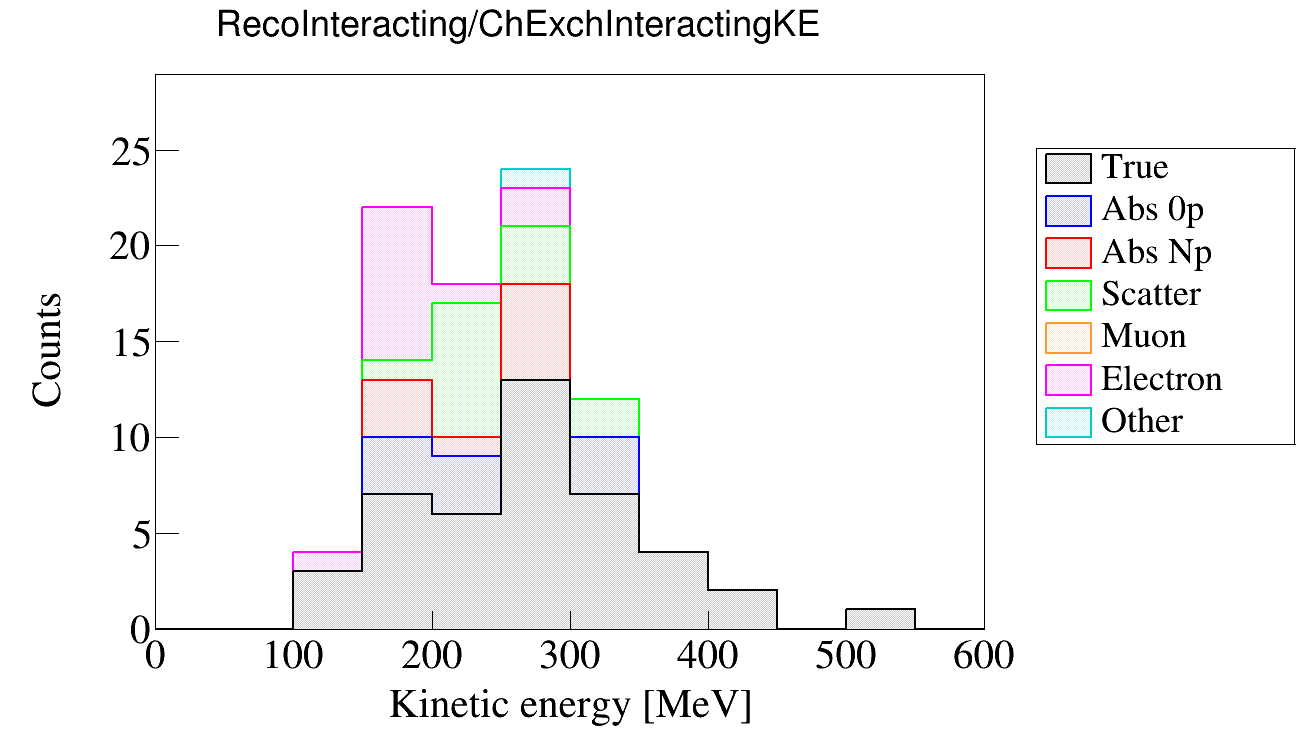 RecoInteracting/ChExchInteractingKE
25
20
15
10
5
0
Counts
0 100 200 300 400 500 600
Kinetic energy [MeV]
True
Abs 0p
Abs Np
Scatter
Muon
Electron
Other